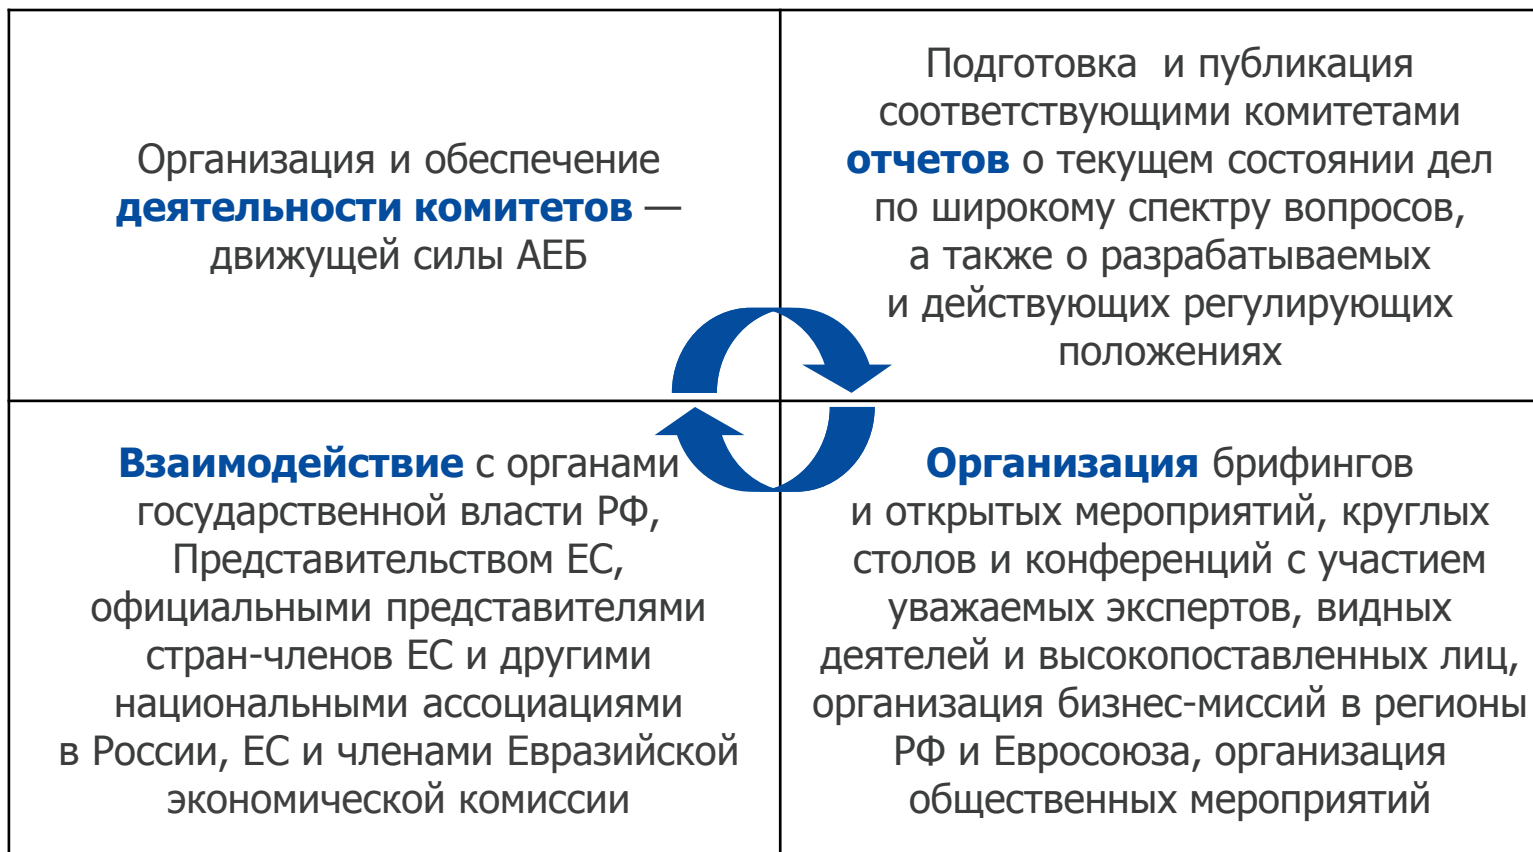 Организация и обеспечение
деятельности комитетов —
движущей силы АЕБ
Подготовка и публикация
соответствующими комитетами
отчетов о текущем состоянии дел
по широкому спектру вопросов,
а также о разрабатываемых
и действующих регулирующих
положениях
Взаимодействие с органами
государственной власти РФ,
Представительством ЕС,
официальными представителями
стран-членов ЕС и другими
национальными ассоциациями
в России, ЕС и членами Евразийской
экономической комиссии
Организация брифингов
и открытых мероприятий, круглых
столов и конференций с участием
уважаемых экспертов, видных
деятелей и высокопоставленных лиц,
организация бизнес-миссий в регионы
РФ и Евросоюза, организация
общественных мероприятий